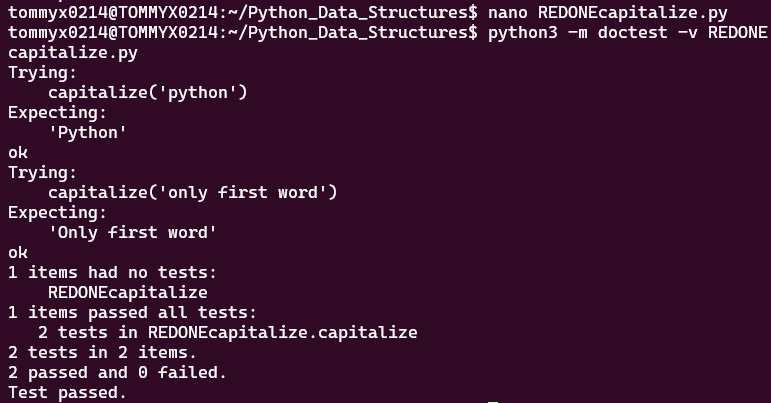 tommyx0214@TOMMYX0214:~/Python_Data_Structures$ nano REDONEcapitalize.py
tommyx0214@TOMMYX0214:~/Python_Data_Structures$ python3 -m doctest -v REDONE
capitalize.py
Trying:
    capitalize('python')
Expecting:
    'Python'
ok
Trying:
    capitalize('only first word')
Expecting:
    'Only first word'
ok
1 items had no tests:
    REDONEcapitalize
1 items passed all tests:
   2 tests in REDONEcapitalize.capitalize
2 tests in 2 items.
2 passed and 0 failed.
Test passed.